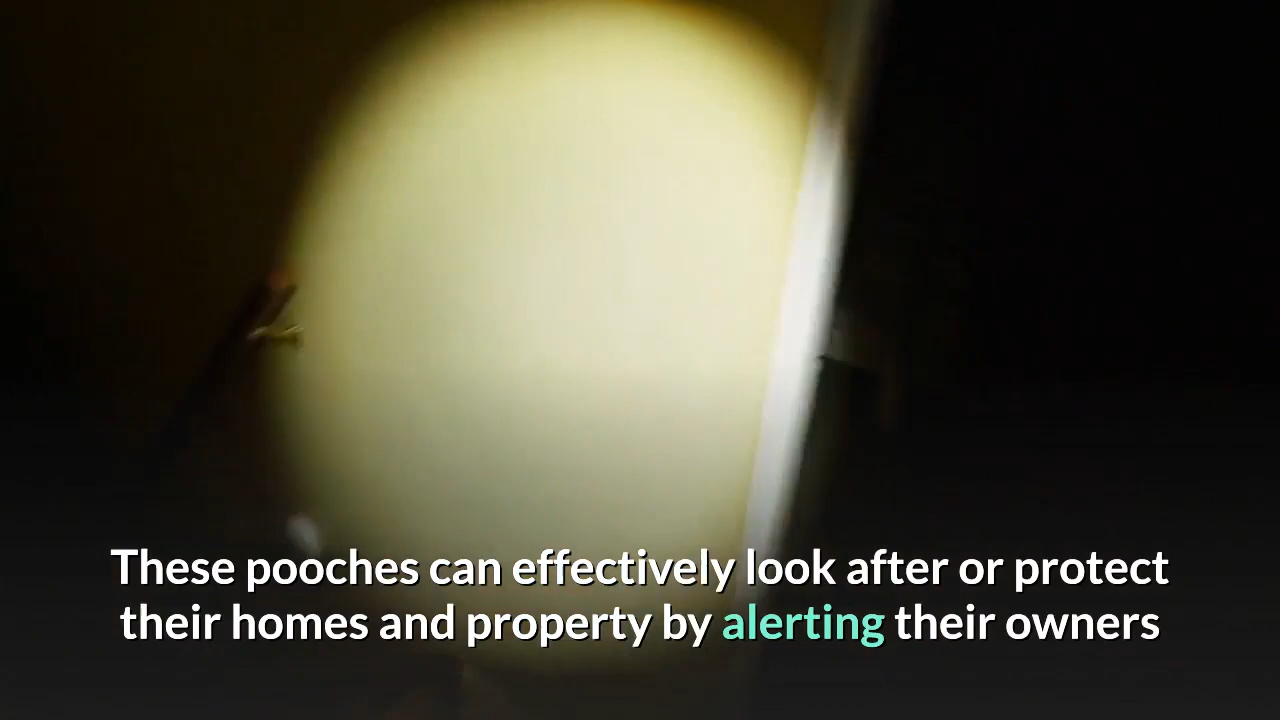 These pooches can effectively look after or protect
their homes and property by alerting their owners